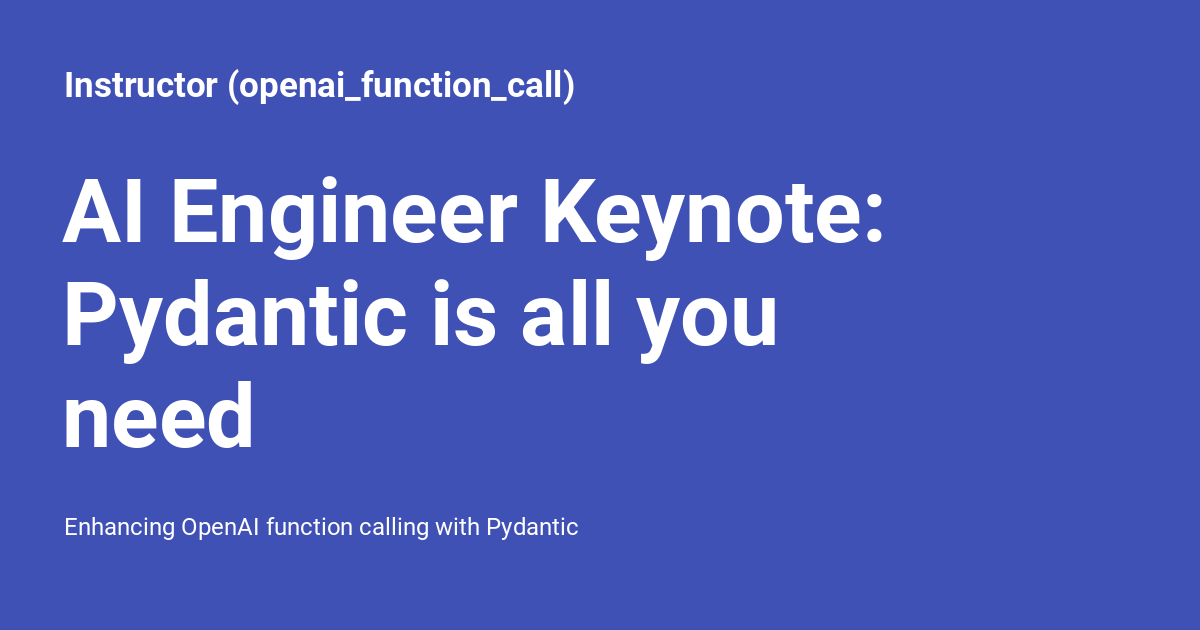 Instructor (openai_function_call)
AI Engineer Keynote:
Pydantic is all you
need
Enhancing OpenAI function calling with Pydantic